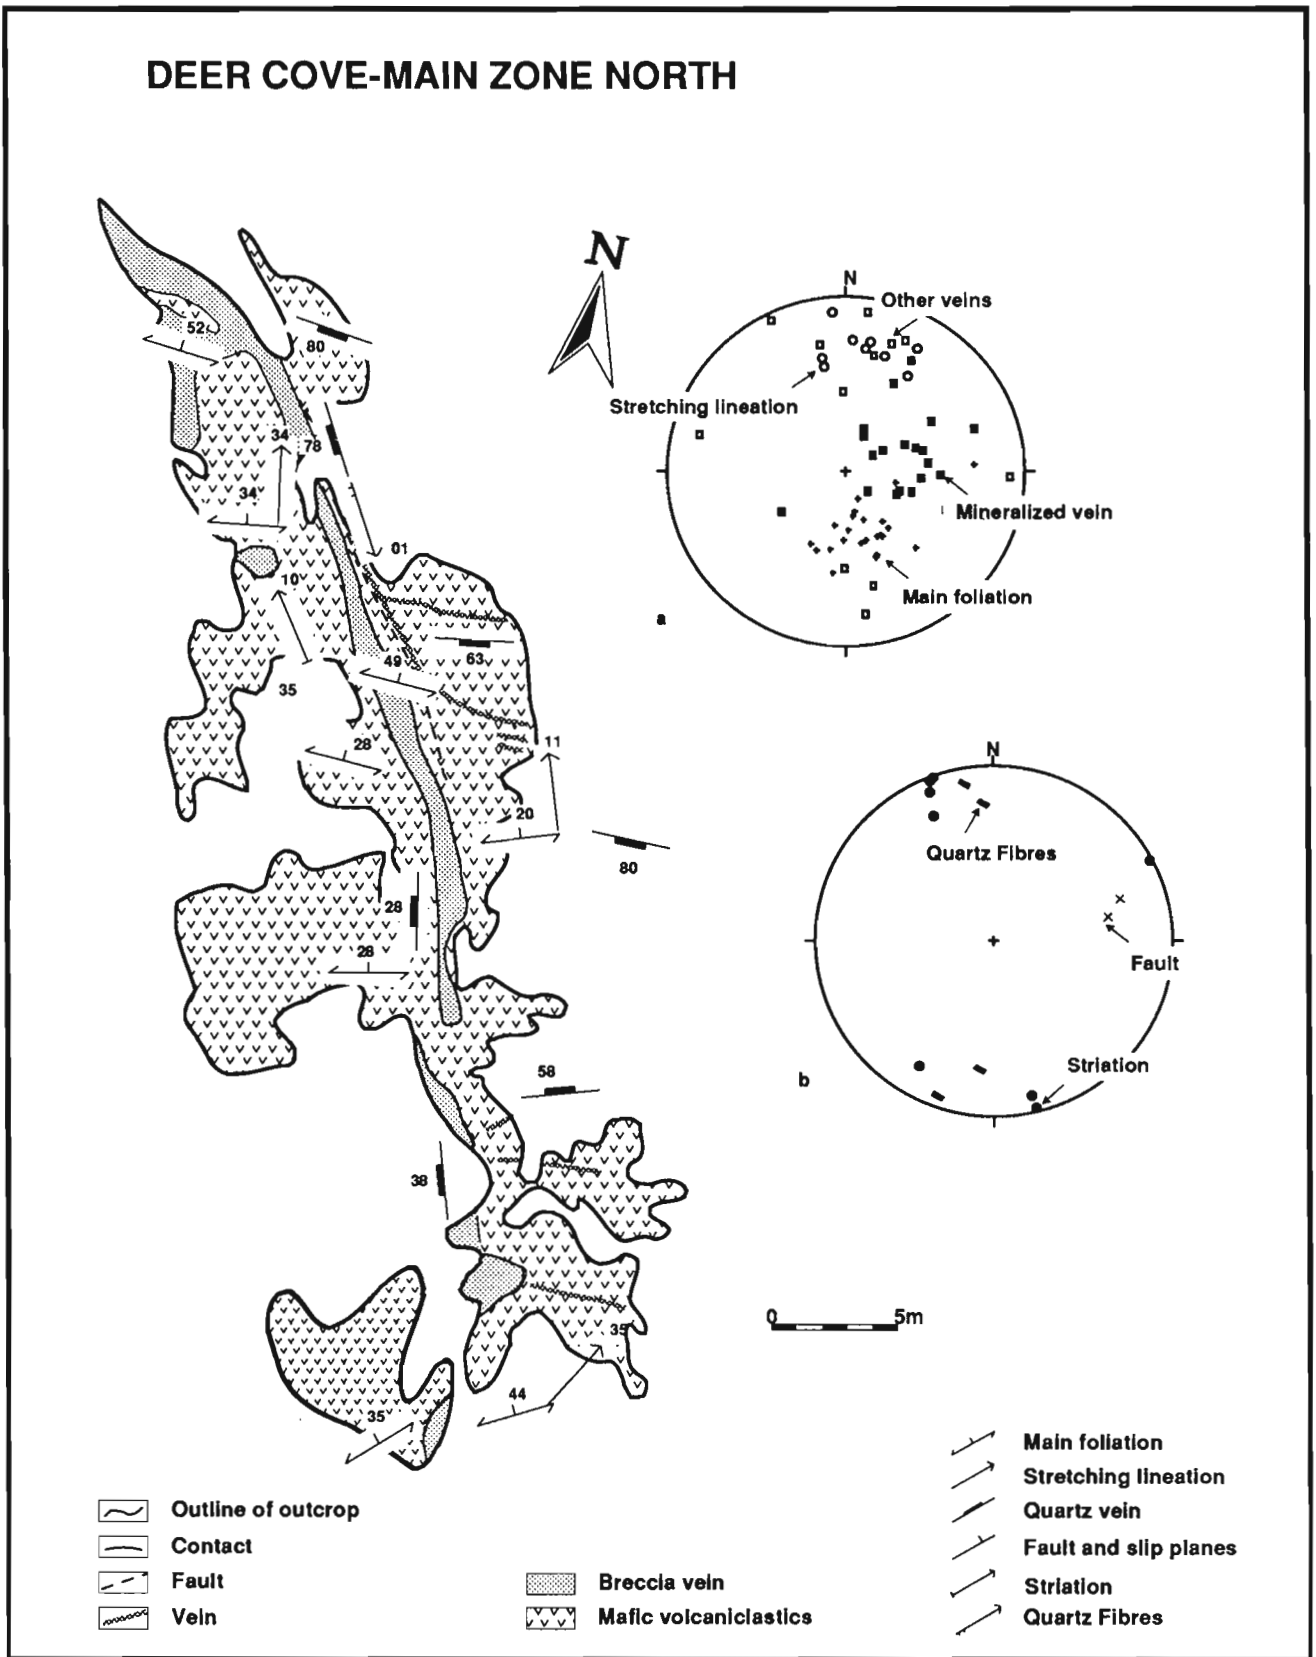 DEER COVE-MAIN ZONE NORTH
N
N
Other veins
52
80
Stretching lineation
34
78
34
Mineralized vein
01
10
Main foliation
a
49
63
35
28
11
N
20
Quartz Fibres
80
28
28
Fault
58
Striation
b
38
0 5m
35
44
35
Main foliation
Stretching lineation
Outline of outcrop
Quartz vein
Contact
Fault and slip planes
Fault
Breccia vein
Striation
Vein
Mafic volcaniclastics
Quartz Fibres